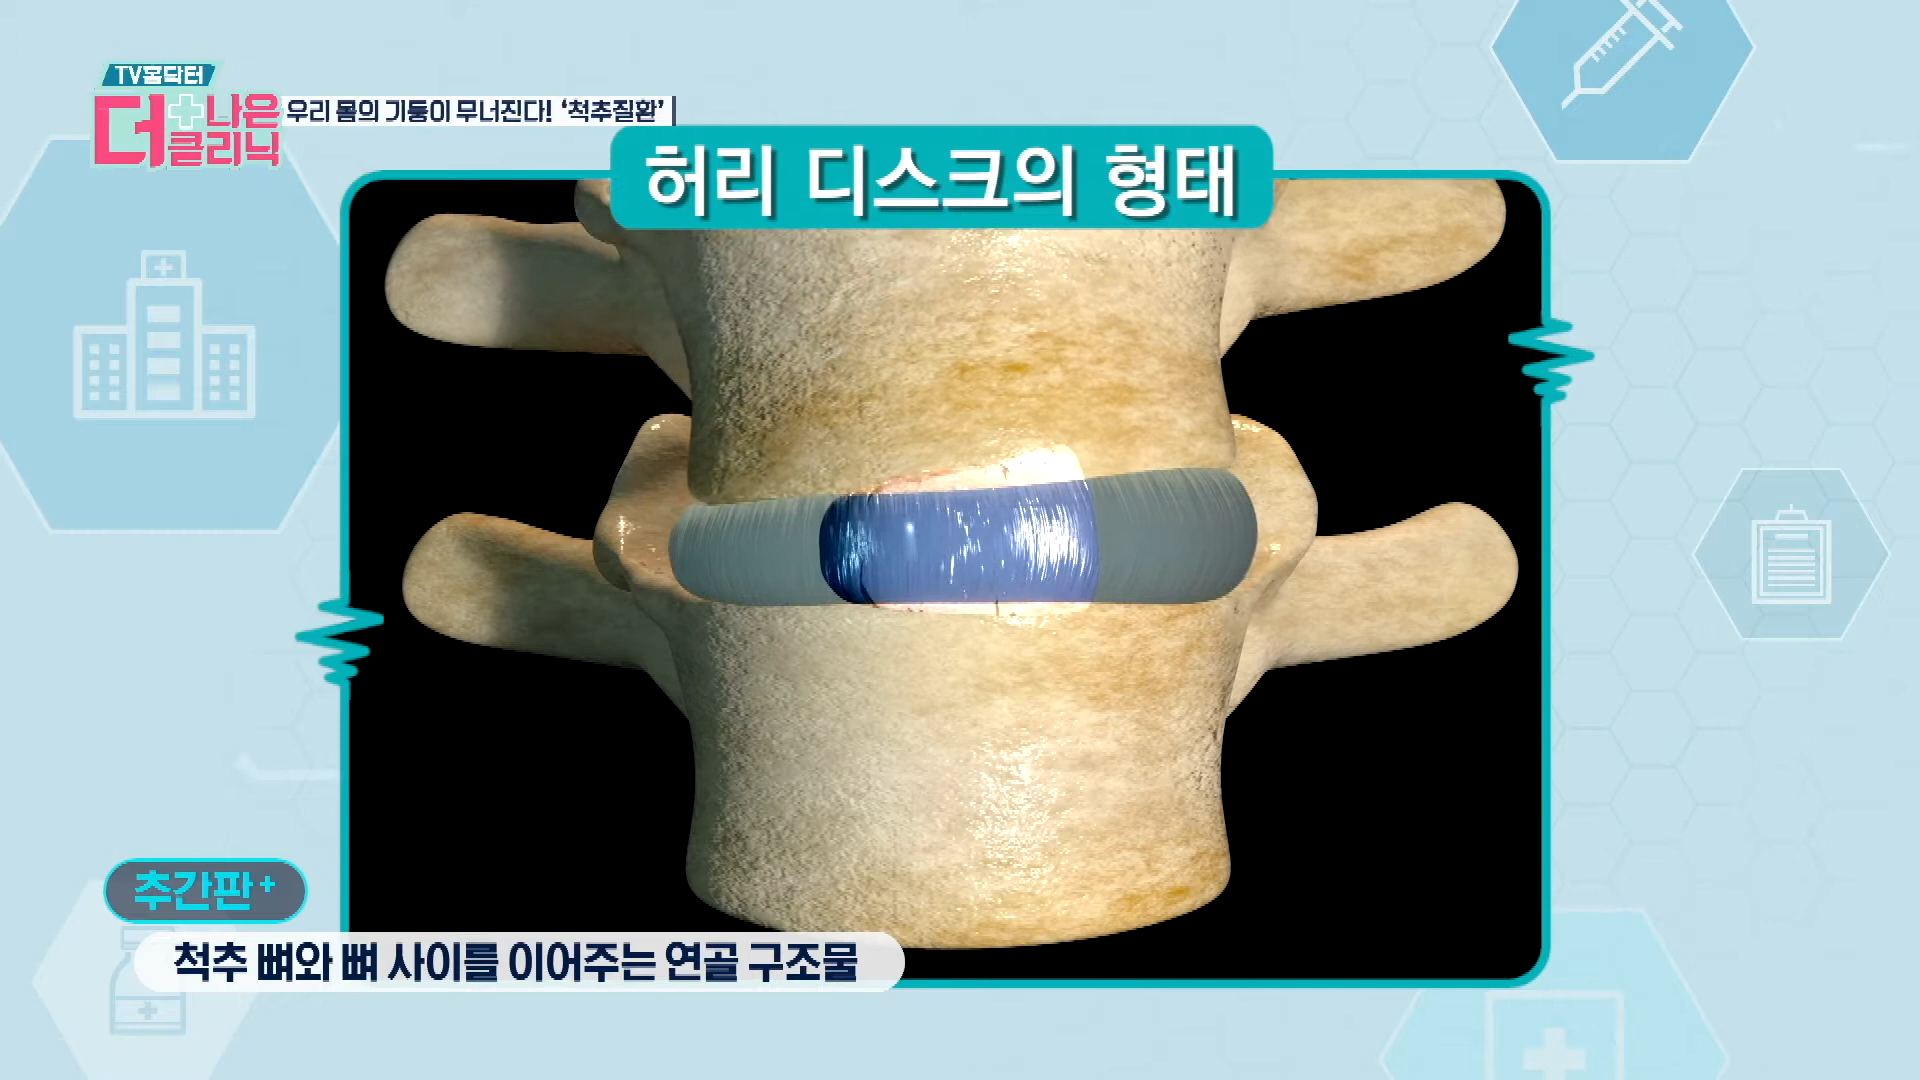 TV홈닥터
더 나은
클리닉
우리 몸의 기둥이 무너진다! ‘척추질환’
허리 디스크의 형태
추간판+
척추 뼈와 뼈 사이를 이어주는 연골 구조물